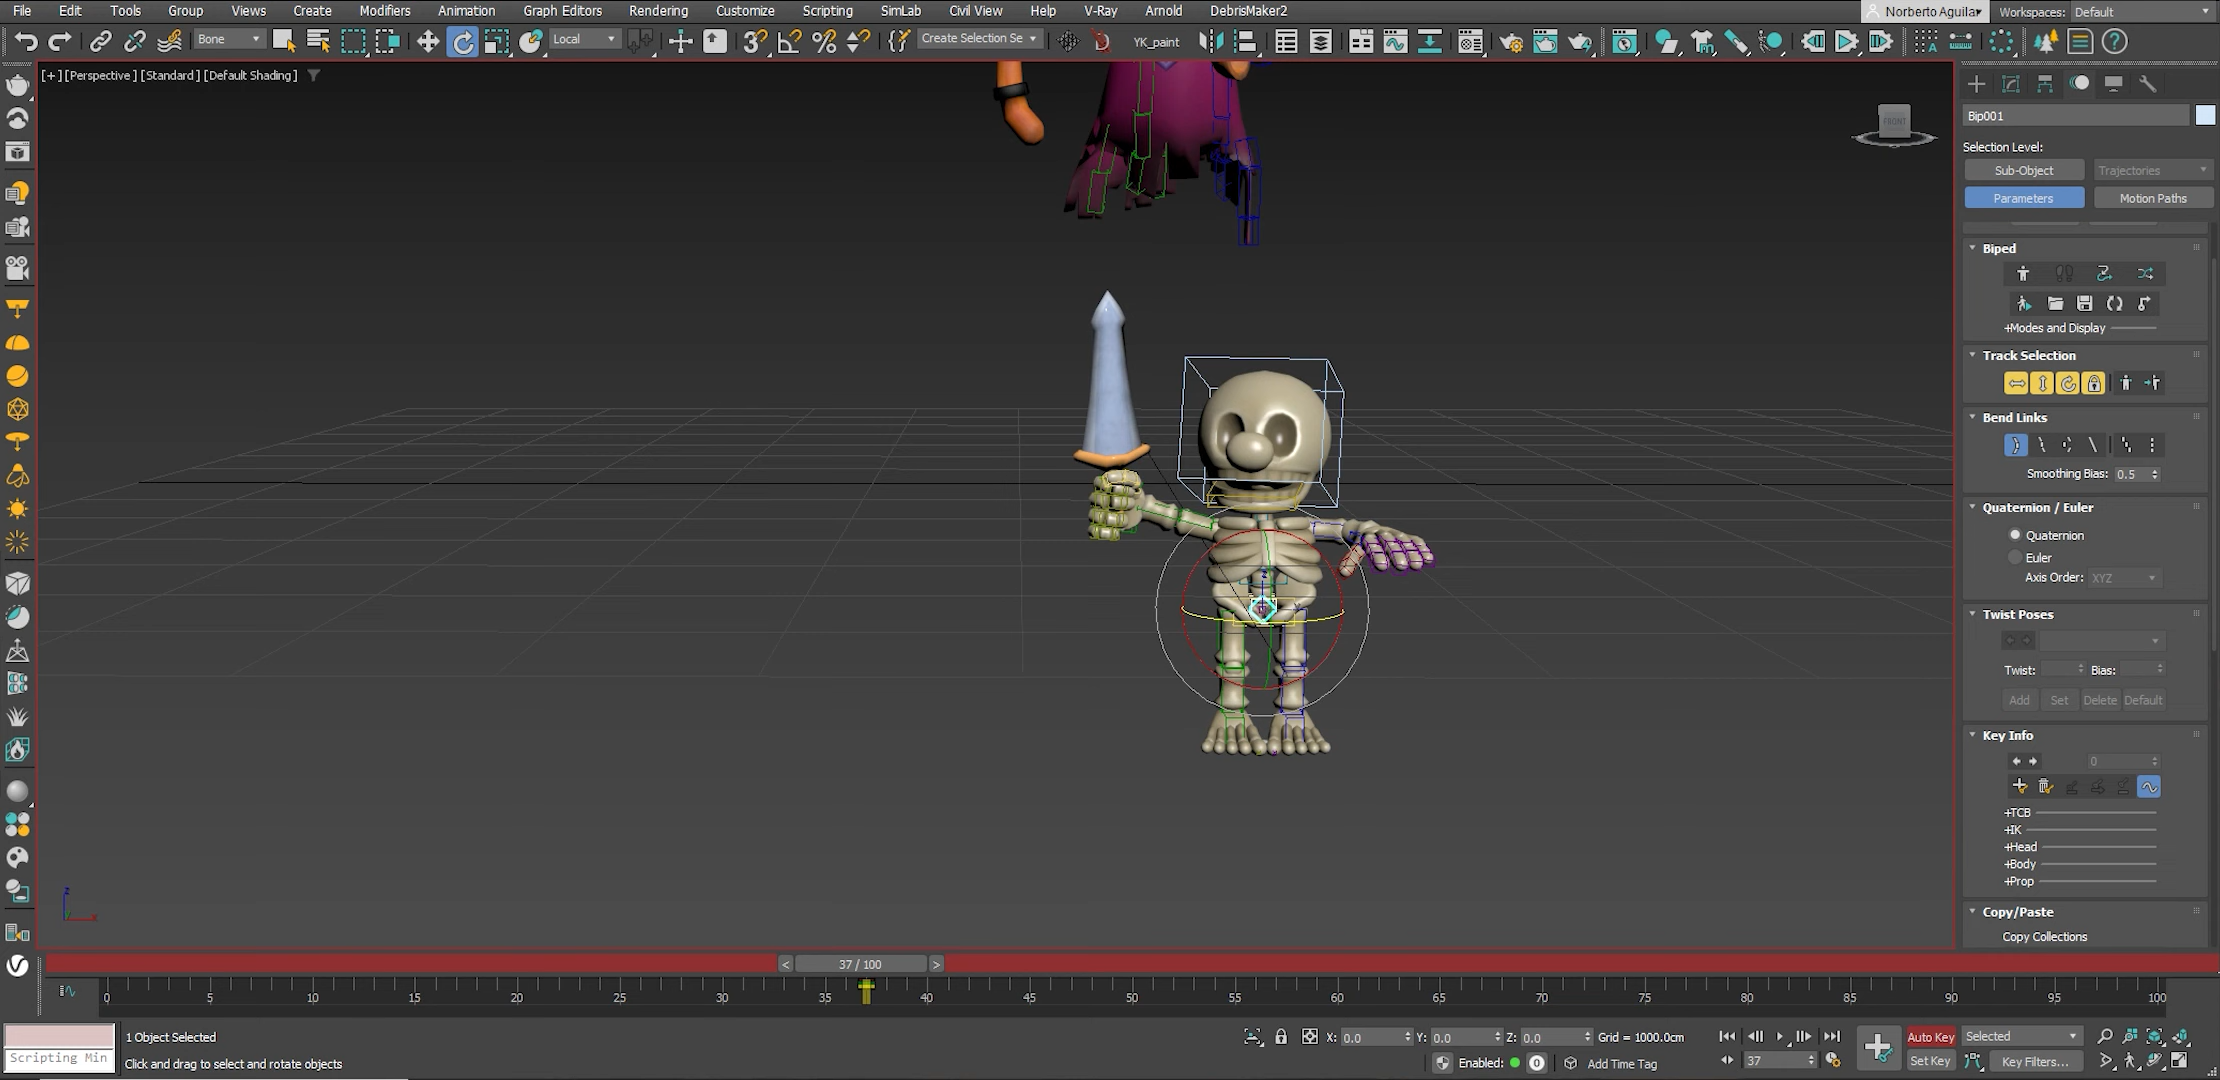 File Edit Tools Group Views Create Modifiers Animation Graph Editors Rendering Customize Scripting SimLab Civil View Help V-Ray Arnold DebrisMaker2 Norberto Aguilar Workspaces: Default
Bone Local Create Selection Se YK_paint
[+] [Perspective] [Standard] [Default Shading]
FRONT
Bip001
Selection Level:
Sub-Object Trajectories
Parameters Motion Paths
Biped
+Modes and Display
Track Selection
Bend Links
Smoothing Bias: 0.5
Quaternion / Euler
Quaternion
Euler
Axis Order: XYZ
Twist Poses
Twist: Bias:
Add Set Delete Default
Key Info
0
+TCB
+IK
+Head
+Body
+Prop
Copy/Paste
Copy Collections
z
x
< 37 / 100 >
0 5 10 15 20 25 30 35 40 45 50 55 60 65 70 75 80 85 90 95 100
1 Object Selected X: 0.0 Y: 0.0 Z: 0.0 Grid = 1000.0cm Auto Key Selected
Scripting Min Click and drag to select and rotate objects Enabled: 0 Add Time Tag 37 Set Key Key Filters...